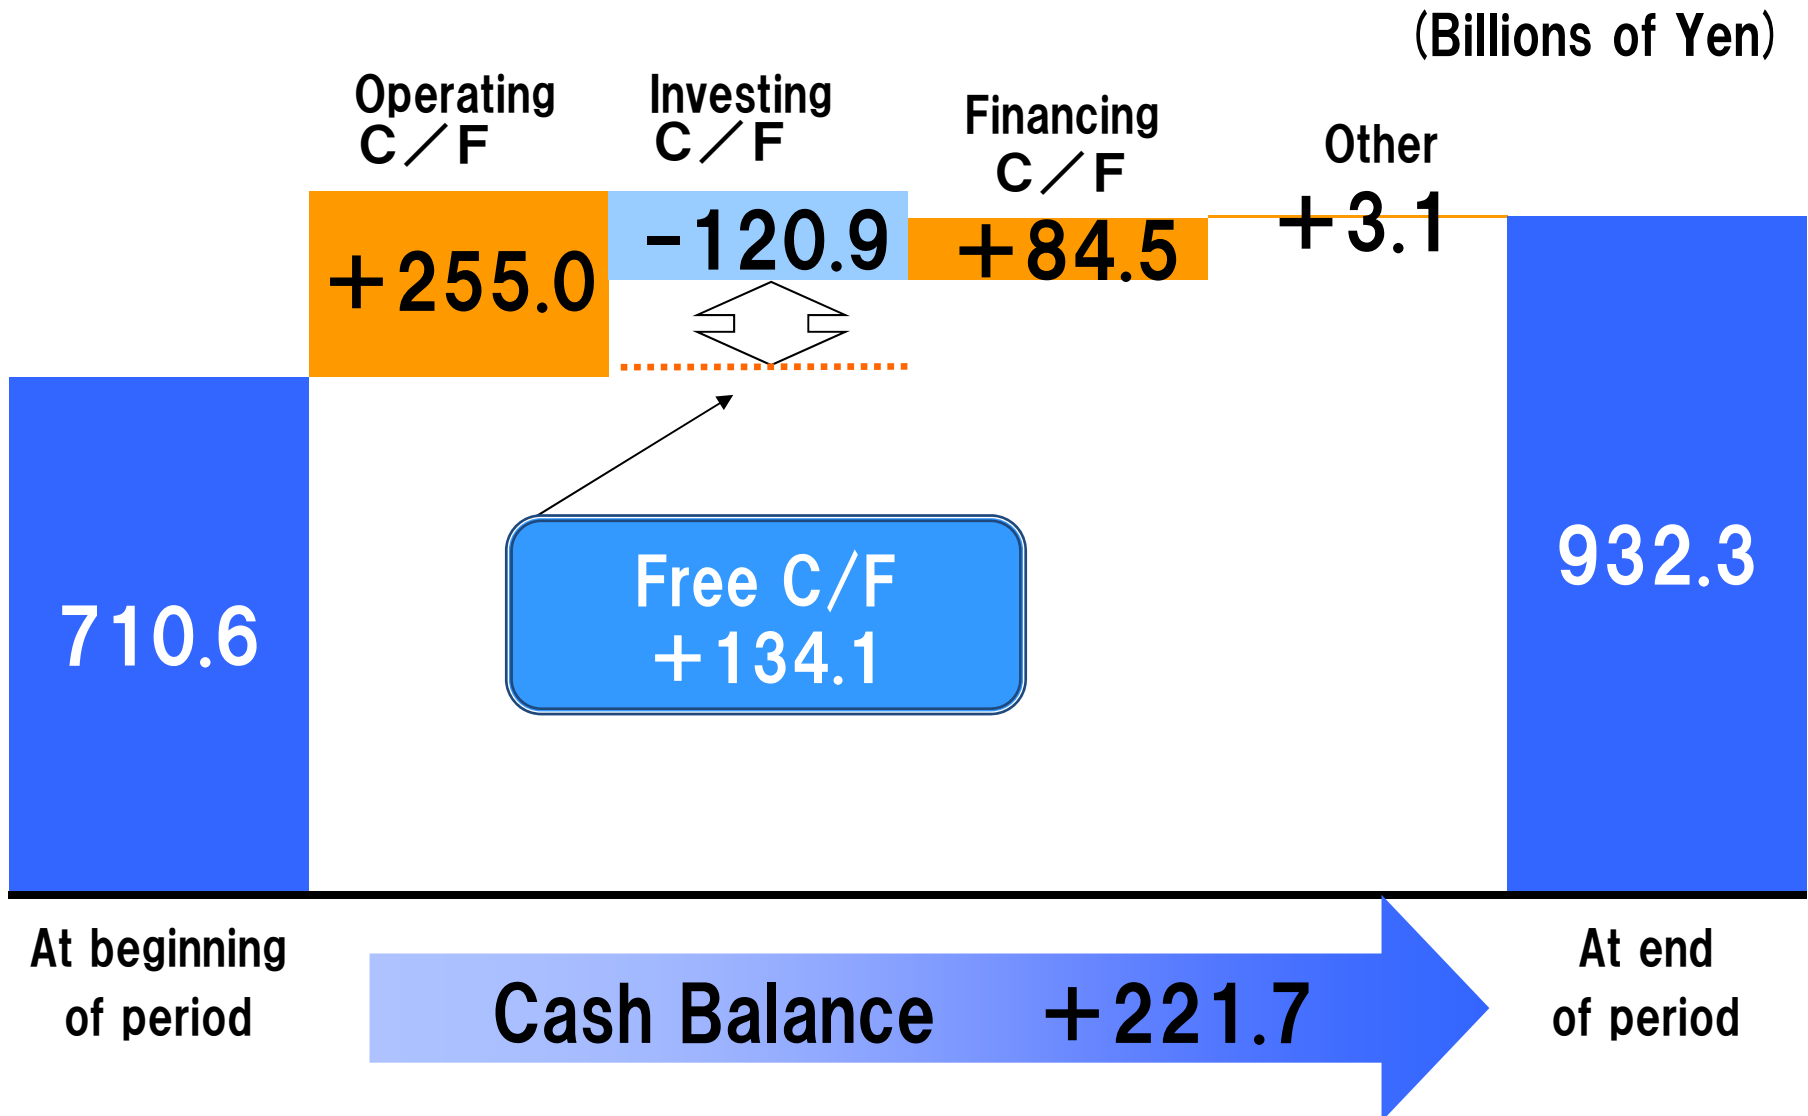 (Billions of Yen)
Operating
C／F
Investing
C／F
Financing
C／F
Other
+255.0
-120.9
+84.5
+3.1
710.6
Free C/F
+134.1
932.3
At beginning
of period
Cash Balance +221.7
At end
of period